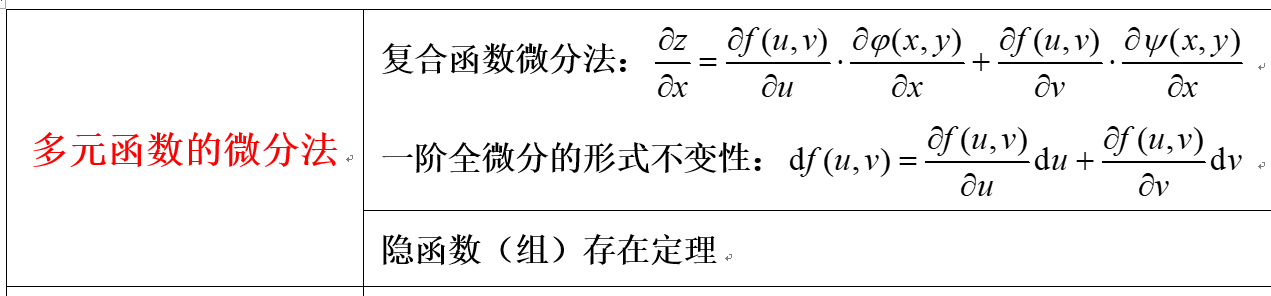 多元函数的微分法
复合函数微分法：∂z/∂x = ∂f(u,v)/∂u · ∂φ(x,y)/∂x + ∂f(u,v)/∂v · ∂ψ(x,y)/∂x
一阶全微分的形式不变性：df(u,v) = ∂f(u,v)/∂u du + ∂f(u,v)/∂v dv
隐函数（组）存在定理